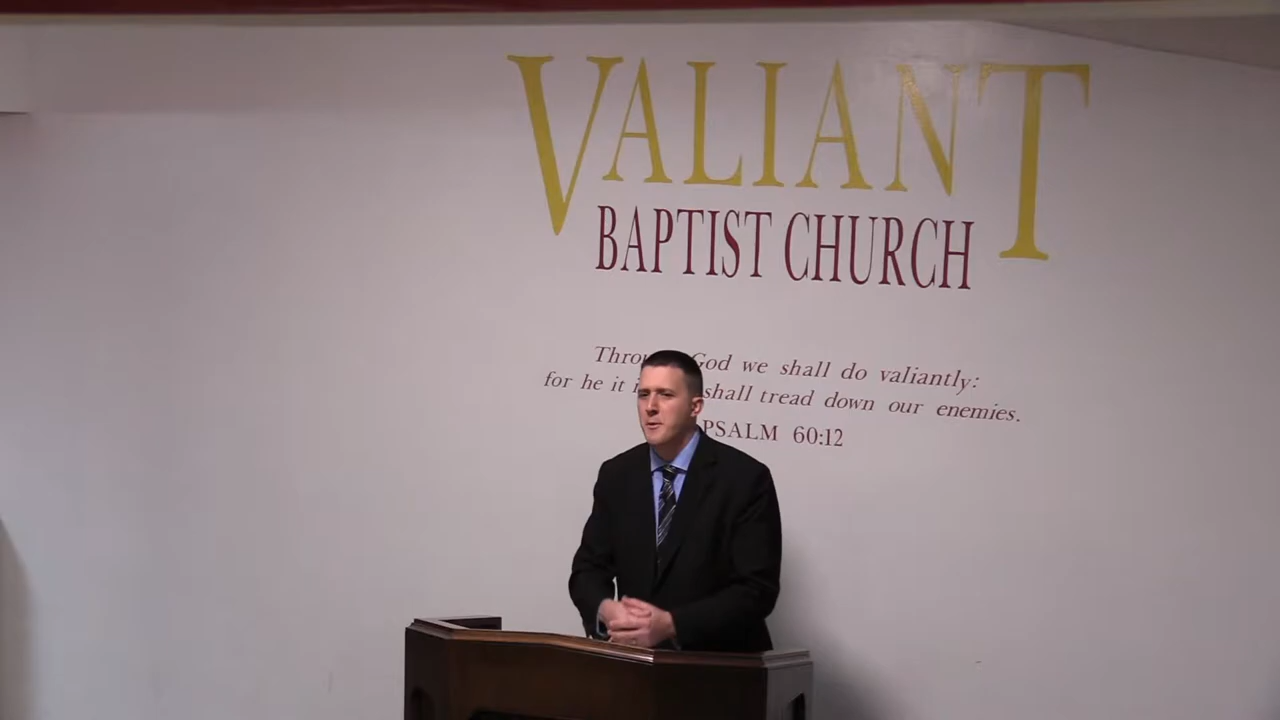 VALIANT
BAPTIST CHURCH
God we shall do valiantly:
for he it shall tread down our enemies.
PSALM 60:12